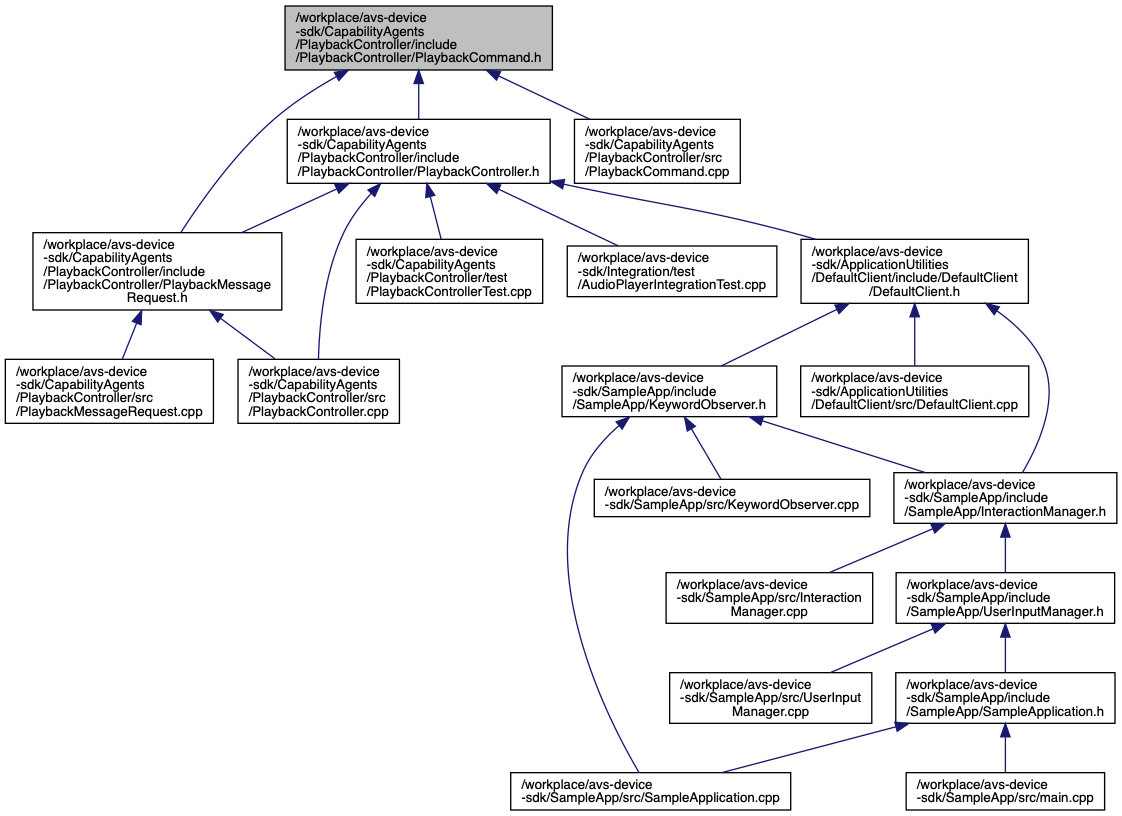 /workplace/avs-device
-sdk/CapabilityAgents
/PlaybackController/include
/PlaybackController/PlaybackCommand.h
/workplace/avs-device
-sdk/CapabilityAgents
/PlaybackController/include
/PlaybackController/PlaybackController.h
/workplace/avs-device
-sdk/CapabilityAgents
/PlaybackController/src
/PlaybackCommand.cpp
/workplace/avs-device
-sdk/CapabilityAgents
/PlaybackController/include
/PlaybackController/PlaybackMessage
Request.h
/workplace/avs-device
-sdk/CapabilityAgents
/PlaybackController/test
/PlaybackControllerTest.cpp
/workplace/avs-device
-sdk/Integration/test
/AudioPlayerIntegrationTest.cpp
/workplace/avs-device
-sdk/ApplicationUtilities
/DefaultClient/include/DefaultClient
/DefaultClient.h
/workplace/avs-device
-sdk/CapabilityAgents
/PlaybackController/src
/PlaybackMessageRequest.cpp
/workplace/avs-device
-sdk/CapabilityAgents
/PlaybackController/src
/PlaybackController.cpp
/workplace/avs-device
-sdk/SampleApp/include
/SampleApp/KeywordObserver.h
/workplace/avs-device
-sdk/ApplicationUtilities
/DefaultClient/src/DefaultClient.cpp
/workplace/avs-device
-sdk/SampleApp/src/KeywordObserver.cpp
/workplace/avs-device
-sdk/SampleApp/include
/SampleApp/InteractionManager.h
/workplace/avs-device
-sdk/SampleApp/src/Interaction
Manager.cpp
/workplace/avs-device
-sdk/SampleApp/include
/SampleApp/UserInputManager.h
/workplace/avs-device
-sdk/SampleApp/src/UserInput
Manager.cpp
/workplace/avs-device
-sdk/SampleApp/include
/SampleApp/SampleApplication.h
/workplace/avs-device
-sdk/SampleApp/src/SampleApplication.cpp
/workplace/avs-device
-sdk/SampleApp/src/main.cpp